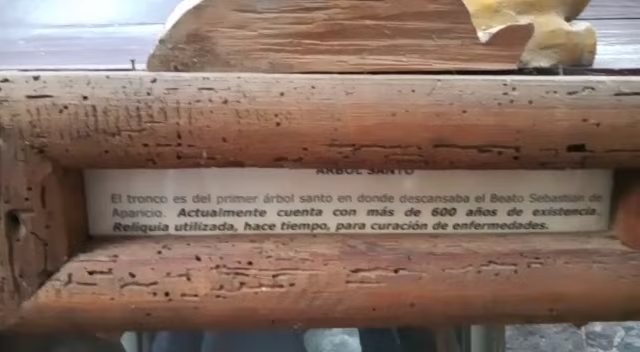 ARBOL SANTO
El tronco es del primer árbol santo en donde descansaba el Beato Sebastián de
Aparicio. Actualmente cuenta con más de 600 años de existencia.
Reliquia utilizada, hace tiempo, para curación de enfermedades.